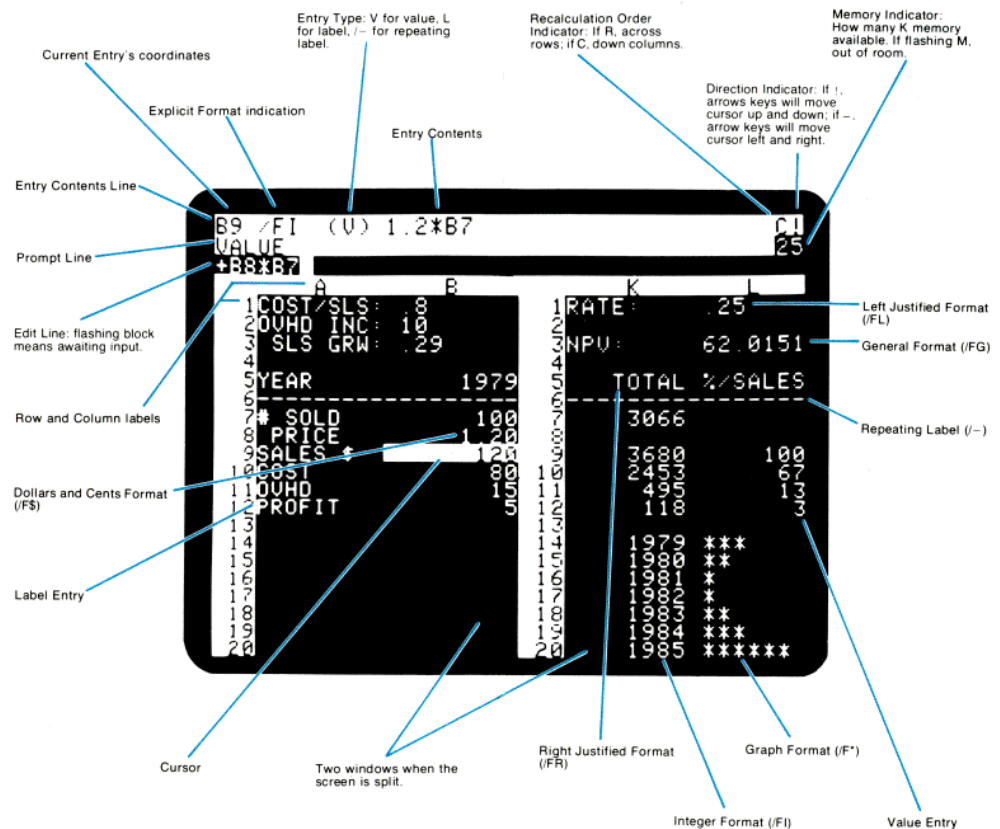 Entry Type: V for value, L
for label, /– for repeating
label.
Recalculation Order
Indicator: If R, across
rows; if C, down columns.
Memory Indicator:
How many K memory
available. If flashing M,
out of room.
Current Entry's coordinates
Explicit Format indication
Entry Contents
Direction Indicator: If !,
arrows keys will move
cursor up and down; if –,
arrow keys will move
cursor left and right.
Entry Contents Line
Prompt Line
Edit Line: flashing block
means awaiting input.
Row and Column labels
Dollars and Cents Format
(/F$)
Label Entry
B9 /FI (V) 1.2*B7 C!
VALUE 25
+B8*B7
A B K L
1 COST/SLS: .8 1 RATE: .25
2 OVHD INC: 10 2
3 SLS GRW: .29 3 NPV: 62.0151
4 4
5 YEAR 1979 5 TOTAL %/SALES
6 -------------------- 6 --------------------
7 # SOLD 100 7 3066
8 PRICE 1.20 8
9 SALES $ 120 9 3680 100
10 COST 80 10 2453 67
11 OVHD 15 11 495 13
12 PROFIT 5 12 118 3
13 13
14 14 1979 ***
15 15 1980 **
16 16 1981 *
17 17 1982 *
18 18 1983 **
19 19 1984 ***
20 20 1985 ******
Left Justified Format
(/FL)
General Format (/FG)
Repeating Label (/–)
Cursor
Two windows when the
screen is split.
Right Justified Format
(/FR)
Graph Format (/F*)
Integer Format (/FI)
Value Entry